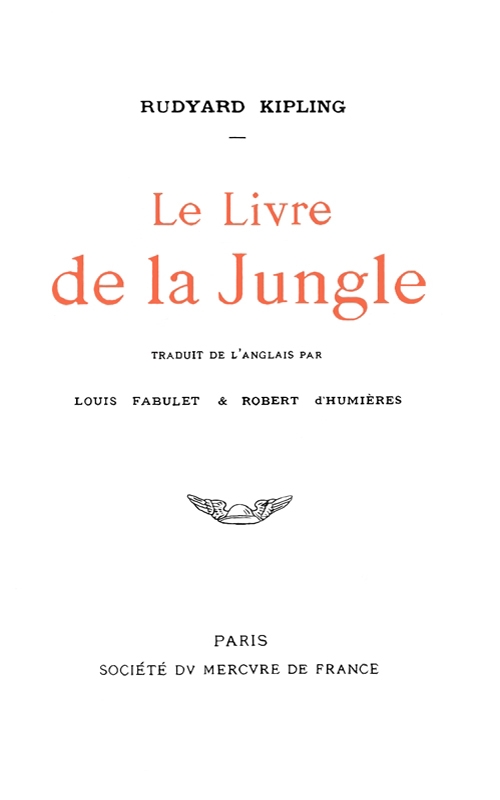 RUDYARD KIPLING
—
Le Livre
de la Jungle
TRADUIT DE L'ANGLAIS PAR
LOUIS FABULET & ROBERT d'HUMIÈRES
PARIS
SOCIÉTÉ DV MERCVRE DE FRANCE